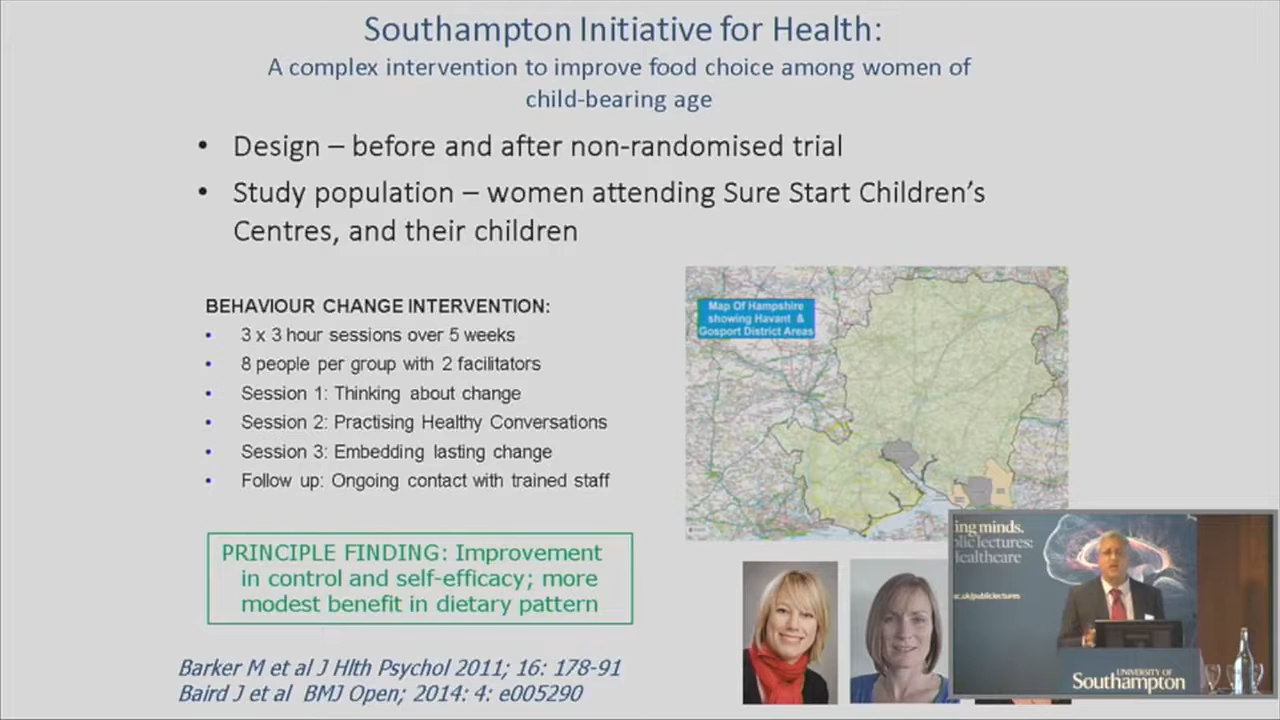 Southampton Initiative for Health:
A complex intervention to improve food choice among women of
child-bearing age
• Design – before and after non-randomised trial
• Study population – women attending Sure Start Children's
Centres, and their children
BEHAVIOUR CHANGE INTERVENTION:
• 3 x 3 hour sessions over 5 weeks
• 8 people per group with 2 facilitators
• Session 1: Thinking about change
• Session 2: Practising Healthy Conversations
• Session 3: Embedding lasting change
• Follow up: Ongoing contact with trained staff
Map Of Hampshire
showing Havant &
Gosport District Areas
PRINCIPLE FINDING: Improvement
in control and self-efficacy; more
modest benefit in dietary pattern
Barker M et al J Hlth Psychol 2011; 16: 178-91
Baird J et al BMJ Open; 2014: 4: e005290
ing minds.
blic lectures:
Healthcare
ac.uk/publiclectures
UNIVERSITY OF
Southampton